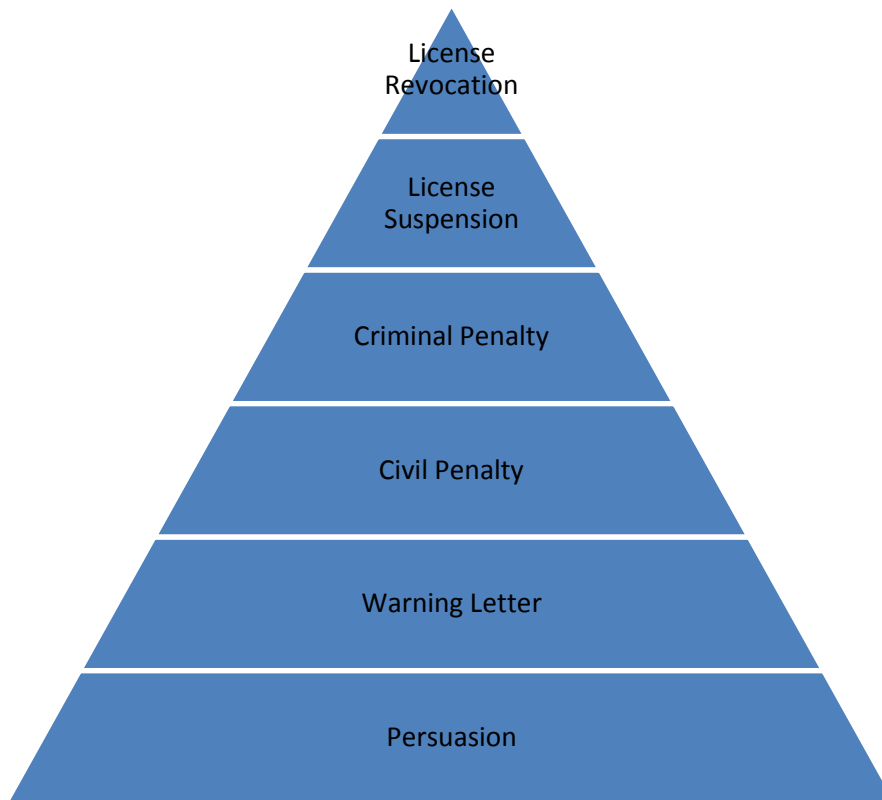 License
Revocation
License
Suspension
Criminal Penalty
Civil Penalty
Warning Letter
Persuasion